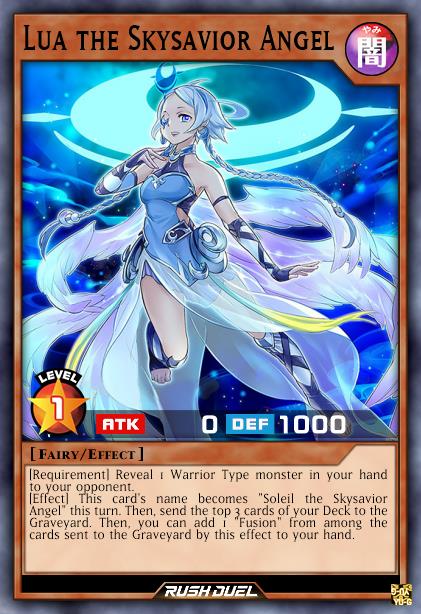 Lua the Skysavior Angel
やみ
闇
LEVEL
1
ATK 0 DEF 1000
[Fairy/Effect]
[Requirement] Reveal 1 Warrior Type monster in your hand
to your opponent.
[Effect] This card's name becomes "Soleil the Skysavior
Angel" this turn. Then, send the top 3 cards of your Deck to the
Graveyard. Then, you can add 1 "Fusion" from among the
cards sent to the Graveyard by this effect to your hand.
RUSH DUEL